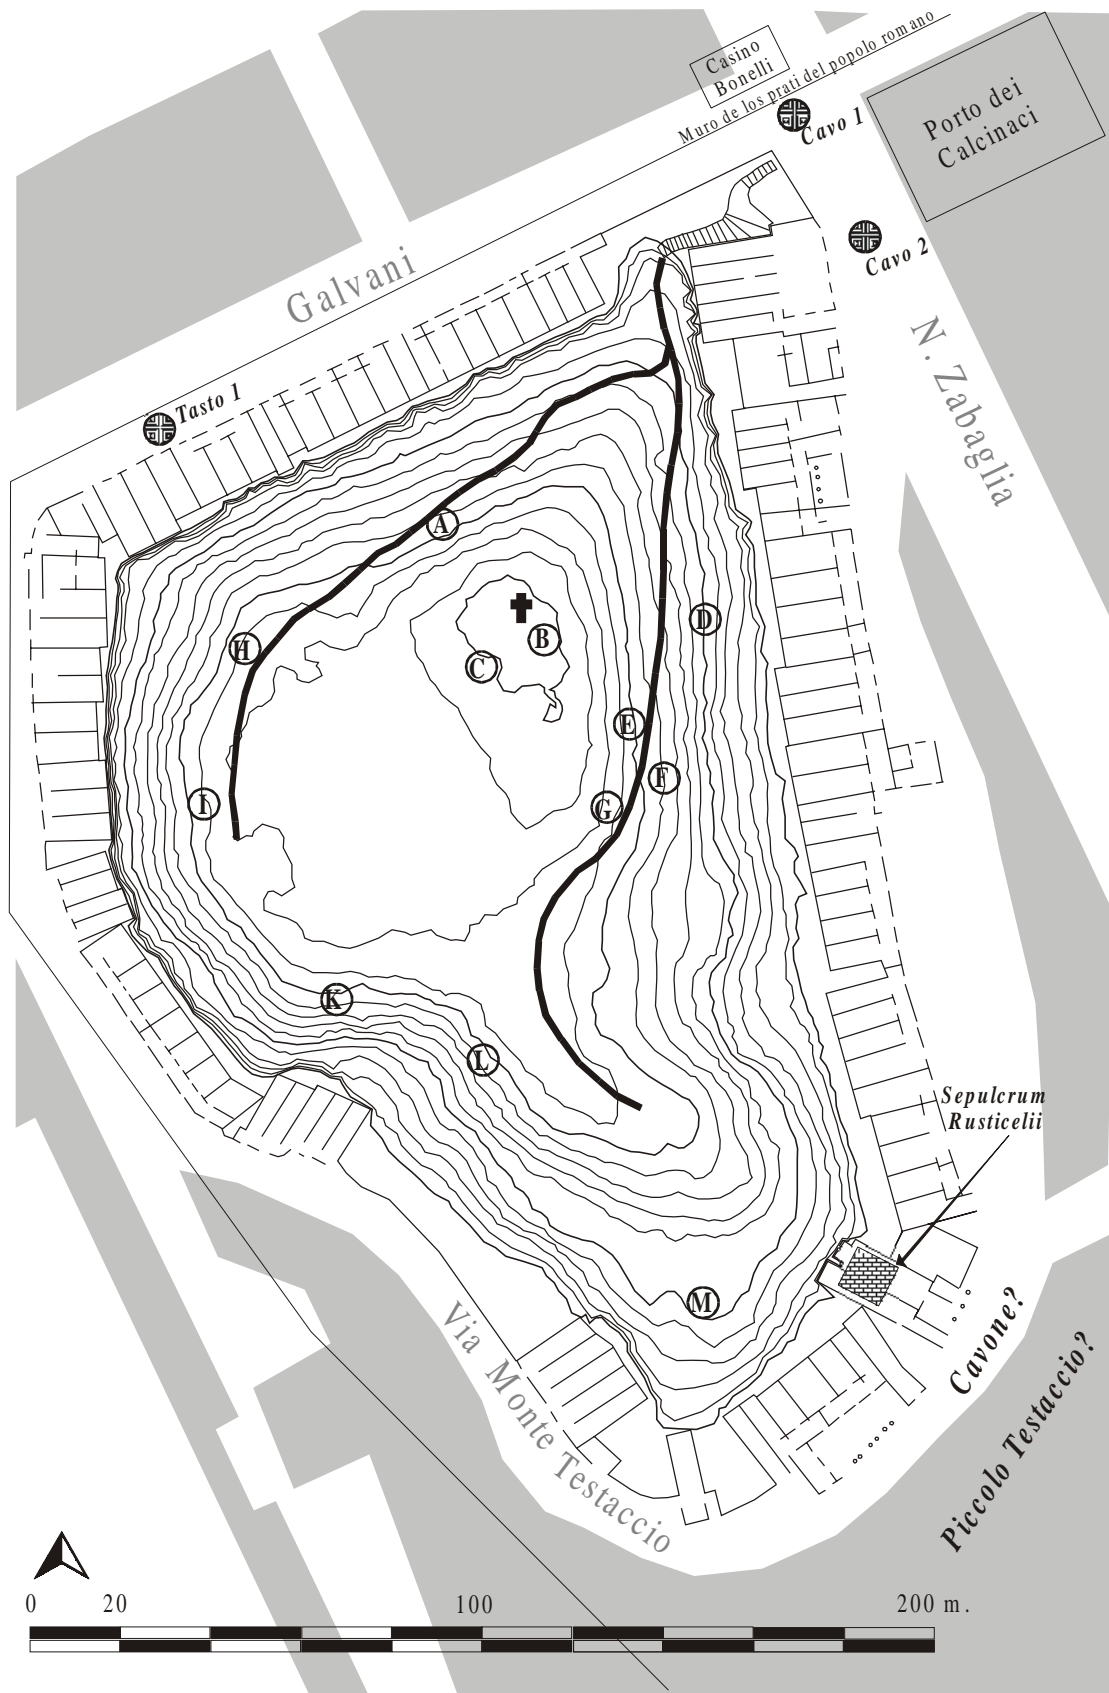 Casino
Bonelli
Muro de los prati del popolo romano
Porto dei
Calcinaci
Cavo 1
Cavo 2
Galvani
N. Zabaglia
Tasto 1
A
B
C
D
H
E
F
G
I
K
L
Sepulcrum
Rusticelii
M
Cavone?
Piccolo Testaccio?
Via Monte Testaccio
0 20 100 200 m.